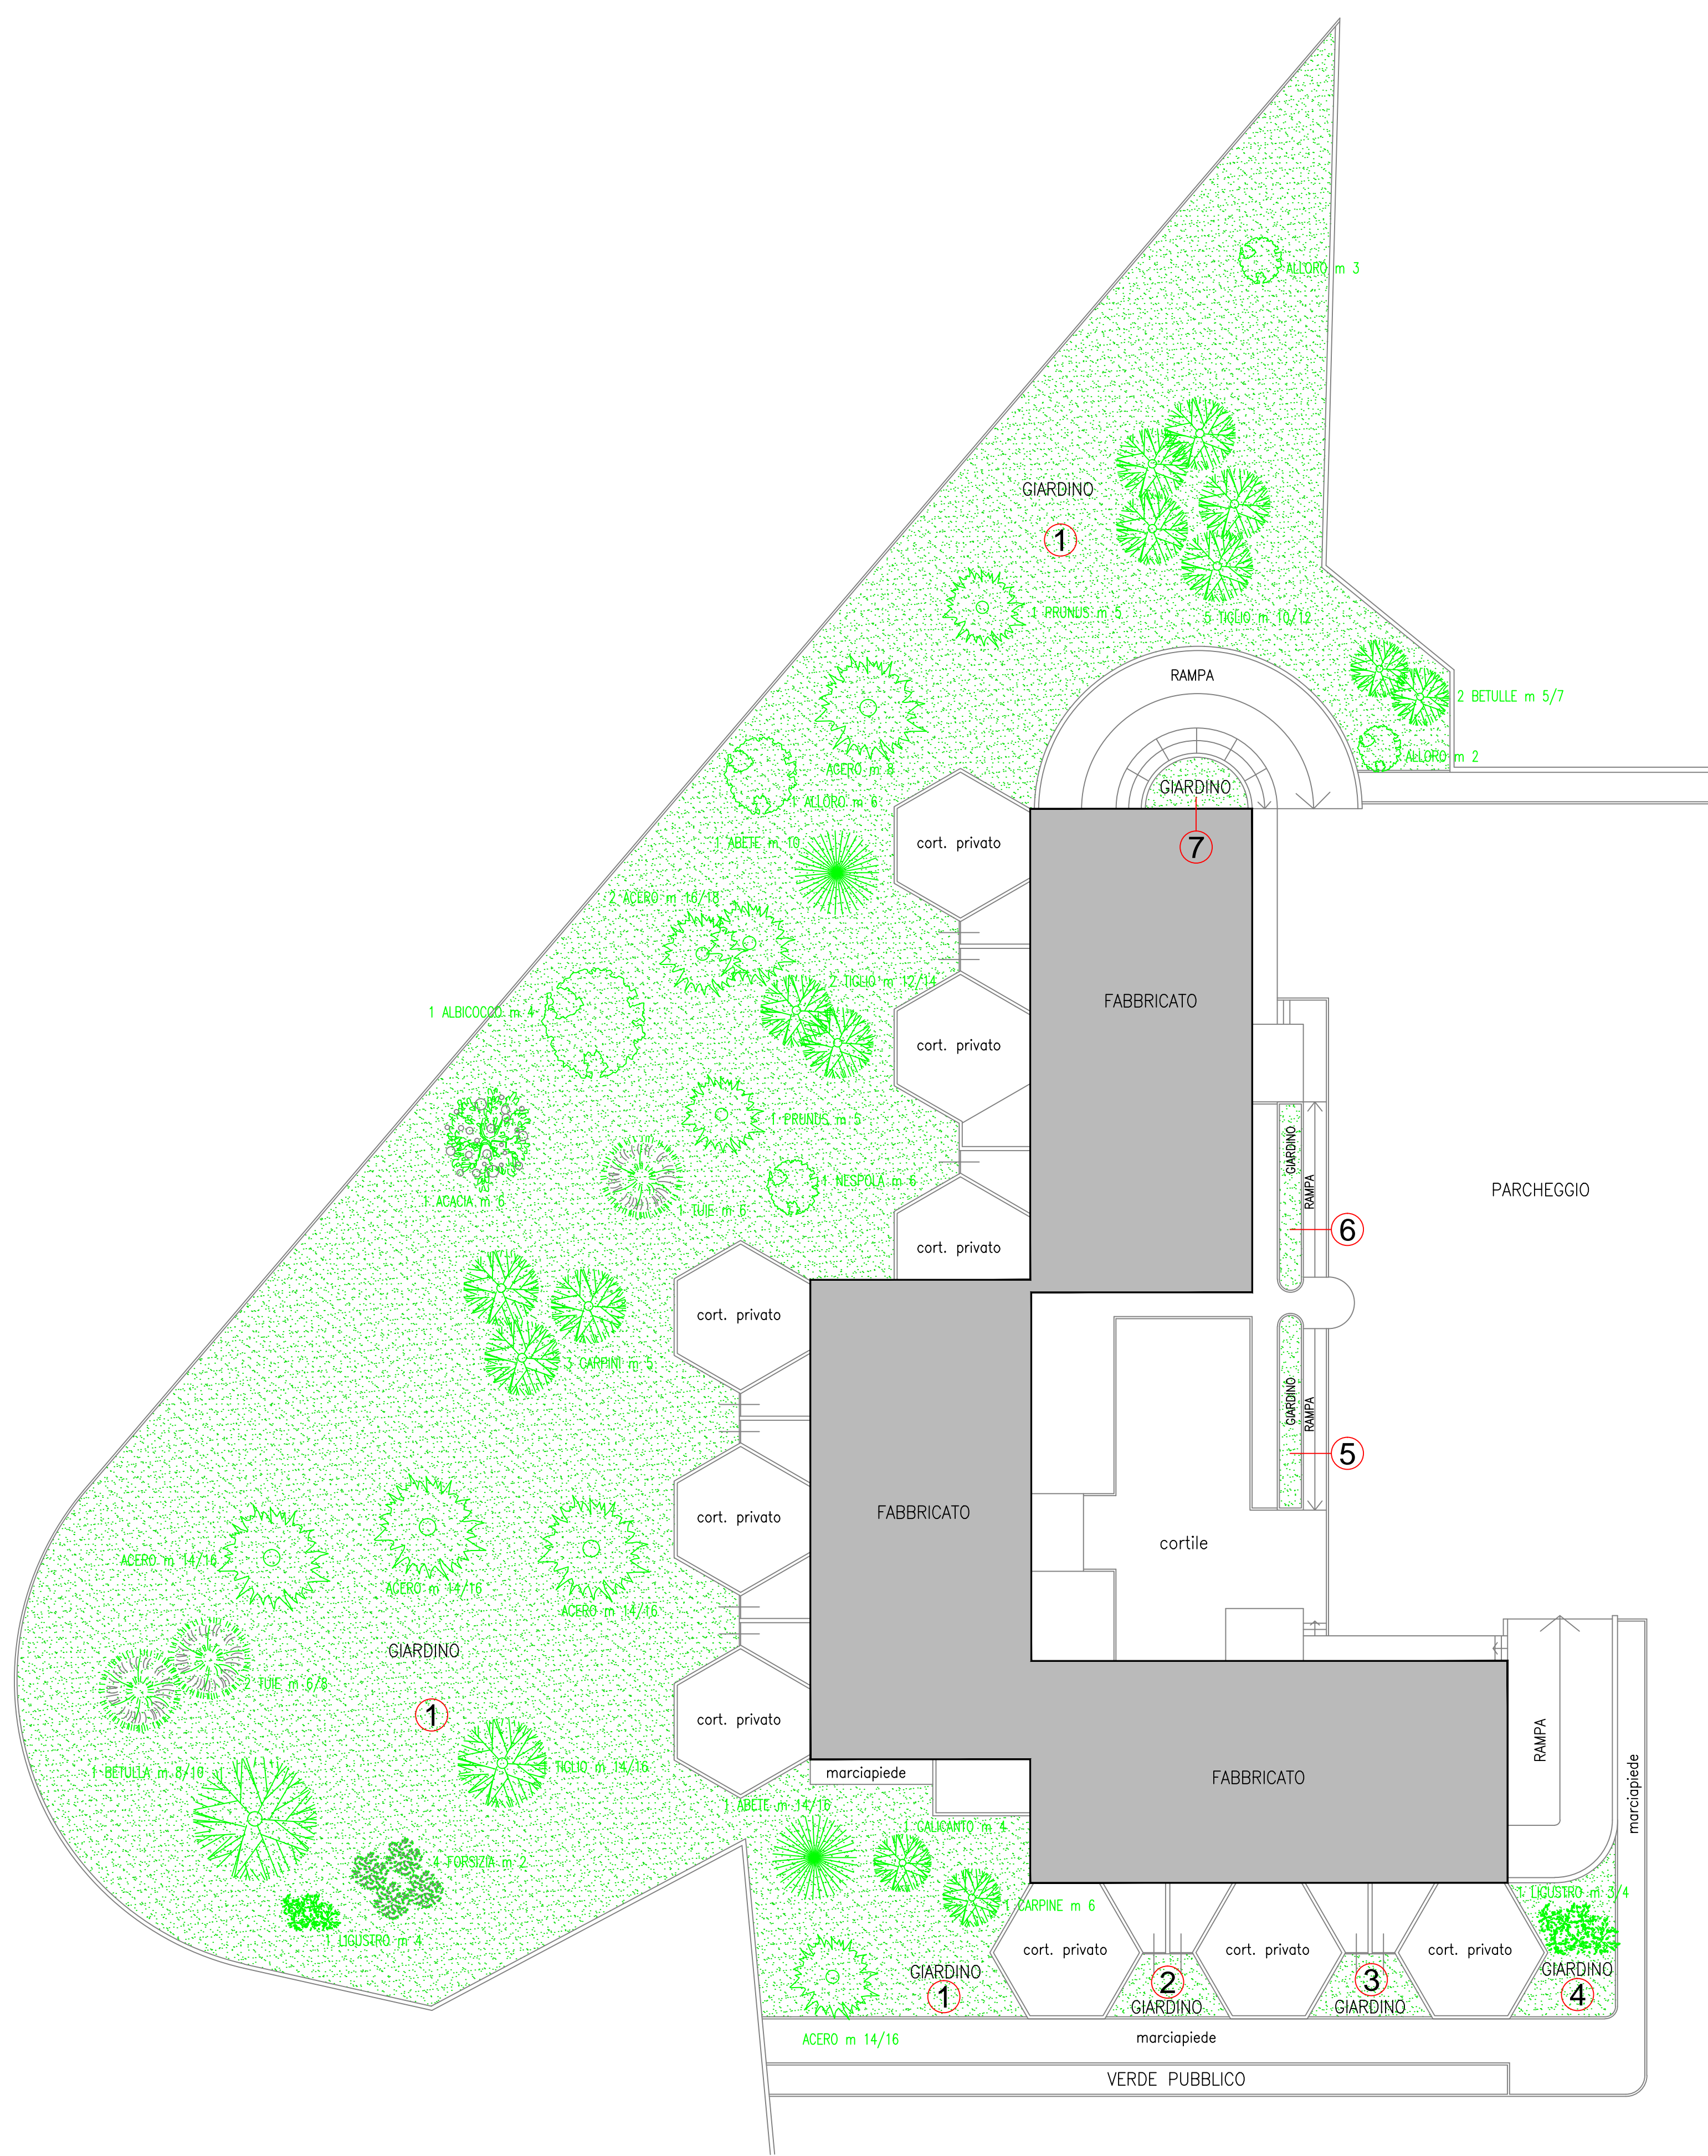 ALLORO m 3
GIARDINO
1
1 PRUNUS m 5
5 TIGLIO m 10/12
RAMPA
2 BETULLE m 5/7
ALLORO m 2
ACERO m 8
GIARDINO
1 ALLORO m 6
1 ABETE m 10
cort. privato
7
2 ACERO m 16/18
2 TIGLIO m 12/14
FABBRICATO
1 ALBICOCCO m 4
cort. privato
1 PRUNUS m 5
GIARDINO
RAMPA
1 NESPOLA m 6
PARCHEGGIO
1 ACACIA m 6
1 TUIE m 6
6
cort. privato
cort. privato
3 CARPINI m 5
GIARDINO
RAMPA
5
cort. privato
FABBRICATO
cortile
ACERO m 14/16
ACERO m 14/16
ACERO m 14/16
GIARDINO
2 TUIE m 6/8
1
cort. privato
RAMPA
1 BETULLA m 8/10
1 TIGLIO m 14/16
marciapiede
FABBRICATO
marciapiede
1 ABETE m 14/16
1 CALICANTO m 4
4 FORSIZIA m 2
1 LIGUSTRO m 3/4
1 CARPINE m 6
1 LIGUSTRO m 4
cort. privato
cort. privato
cort. privato
GIARDINO
1
2
GIARDINO
3
GIARDINO
GIARDINO
4
ACERO m 14/16
marciapiede
VERDE PUBBLICO